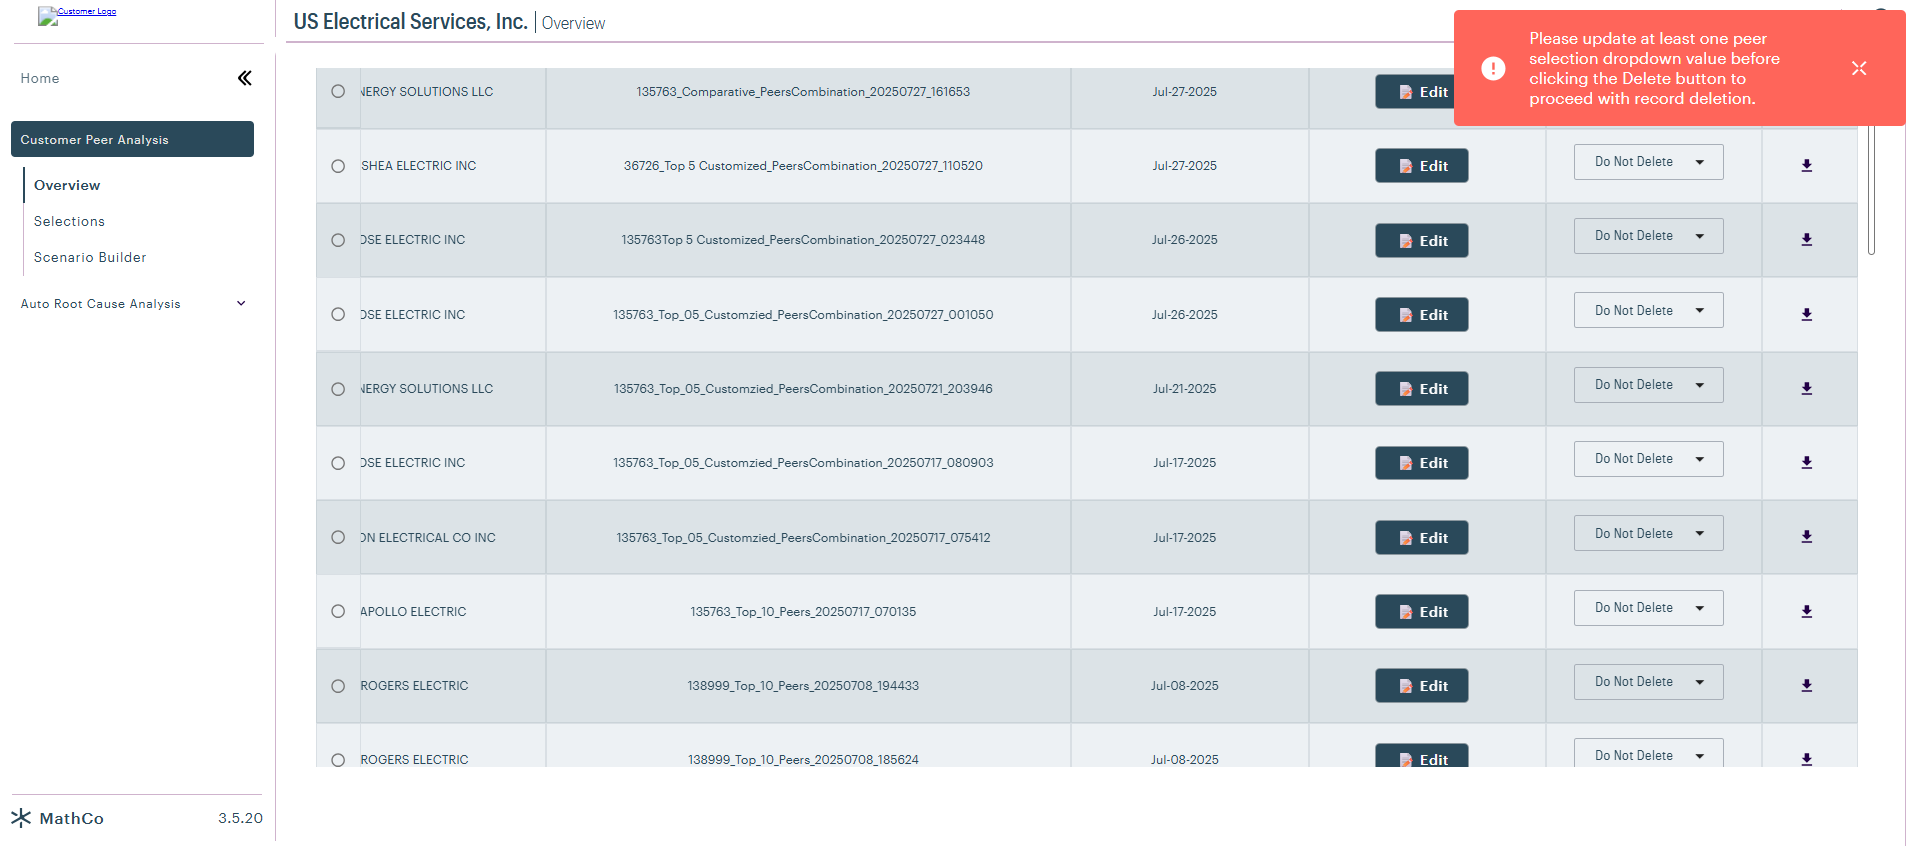 Customer Logo
US Electrical Services, Inc. | Overview
Please update at least one peer
selection dropdown value before
clicking the Delete button to
proceed with record deletion.
Home
Customer Peer Analysis
Overview
Selections
Scenario Builder
Auto Root Cause Analysis
NERGY SOLUTIONS LLC 135763_Comparative_PeersCombination_20250727_161653 Jul-27-2025 Edit
SHEA ELECTRIC INC 36726_Top 5 Customized_PeersCombination_20250727_110520 Jul-27-2025 Edit Do Not Delete
OSE ELECTRIC INC 135763Top 5 Customized_PeersCombination_20250727_023448 Jul-26-2025 Edit Do Not Delete
OSE ELECTRIC INC 135763_Top_05_Customzied_PeersCombination_20250727_001050 Jul-26-2025 Edit Do Not Delete
NERGY SOLUTIONS LLC 135763_Top_05_Customzied_PeersCombination_20250721_203946 Jul-21-2025 Edit Do Not Delete
OSE ELECTRIC INC 135763_Top_05_Customzied_PeersCombination_20250717_080903 Jul-17-2025 Edit Do Not Delete
ON ELECTRICAL CO INC 135763_Top_05_Customzied_PeersCombination_20250717_075412 Jul-17-2025 Edit Do Not Delete
APOLLO ELECTRIC 135763_Top_10_Peers_20250717_070135 Jul-17-2025 Edit Do Not Delete
ROGERS ELECTRIC 138999_Top_10_Peers_20250708_194433 Jul-08-2025 Edit Do Not Delete
ROGERS ELECTRIC 138999_Top_10_Peers_20250708_185624 Jul-08-2025 Edit Do Not Delete
MathCo 3.5.20